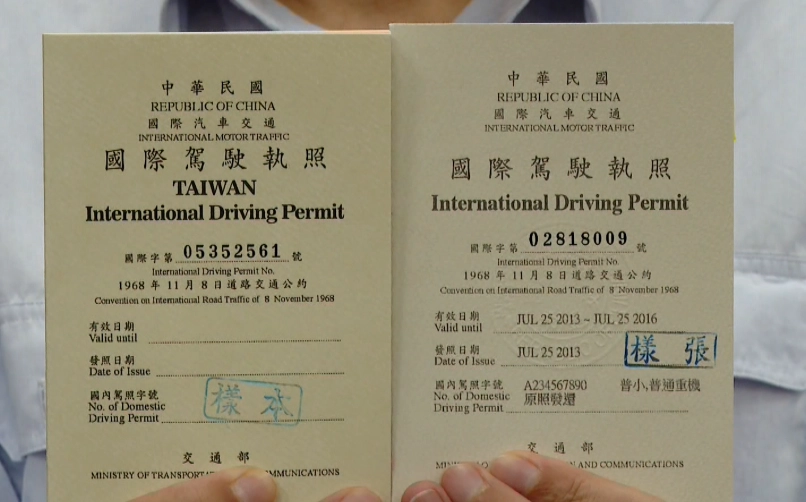 中華民國
REPUBLIC OF CHINA
國際汽車交通
INTERNATIONAL MOTOR TRAFFIC
國際駕駛執照
TAIWAN
International Driving Permit
國際字第 05352561 號
International Driving Permit No.
1968 年 11 月 8 日道路交通公約
Convention on International Road Traffic of 8 November 1968
有效日期
Valid until
發照日期
Date of Issue
國內駕照字號
No. of Domestic
Driving Permit
樣本
交通部
MINISTRY OF COMMUNICATIONS
中華民國
REPUBLIC OF CHINA
國際汽車交通
INTERNATIONAL MOTOR TRAFFIC
國際駕駛執照
International Driving Permit
國際字第 02818009 號
International Driving Permit No.
1968 年 11 月 8 日道路交通公約
Convention on International Road Traffic of 8 November 1968
有效日期
Valid until JUL 25 2013 ~ JUL 25 2016
發照日期
Date of Issue JUL 25 2013
樣張
國內駕照字號 A234567890 普小,普通重機
No. of Domestic 原照發還
Driving Permit
交通部
AND COMMUNICATIONS